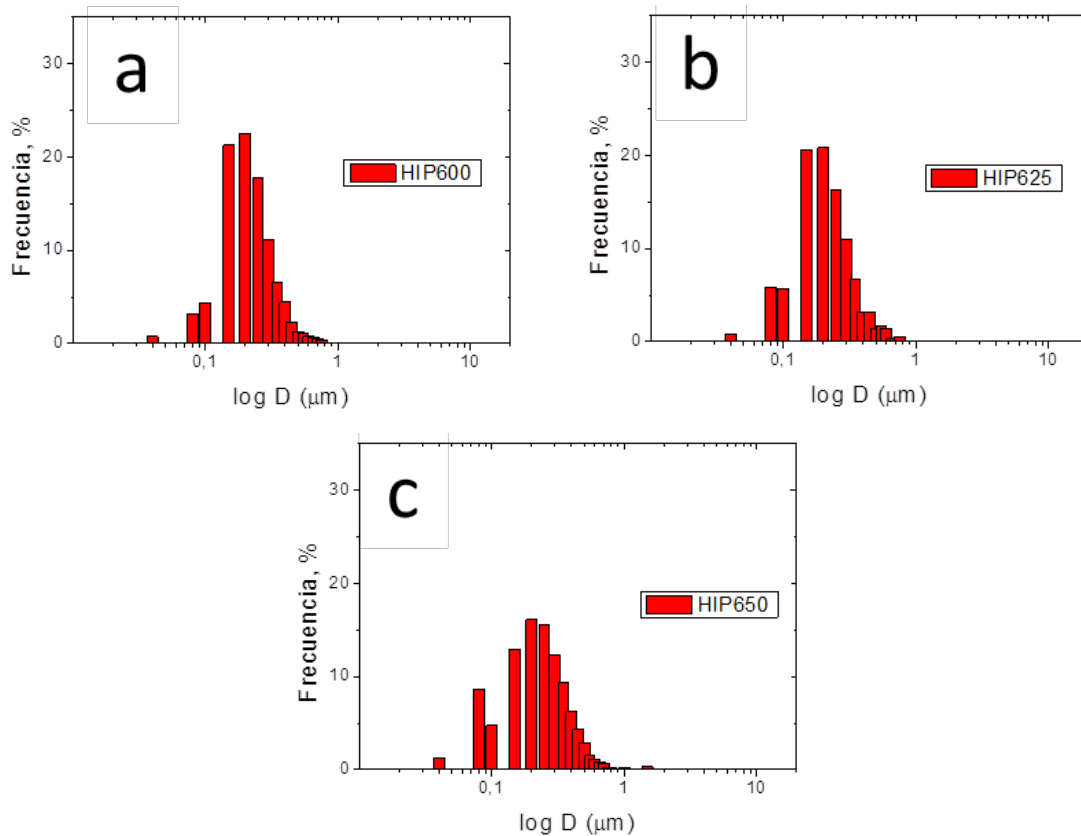 a
Frecuencia, %
30
20
10
0
HIP600
0,1
1
10
log D (μm)
b
Frecuencia, %
30
20
10
0
HIP625
0,1
1
10
log D (μm)
c
Frecuencia, %
30
20
10
0
HIP650
0,1
1
10
log D (μm)